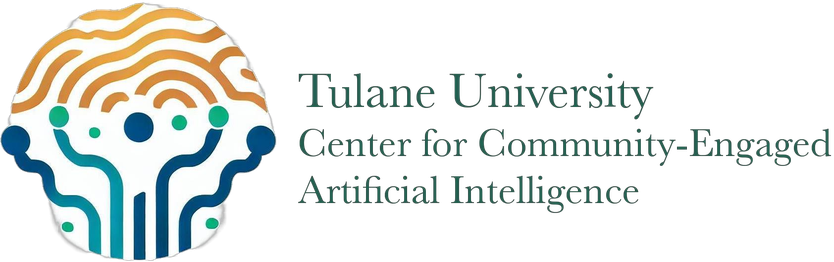 Tulane University
Center for Community-Engaged
Artificial Intelligence